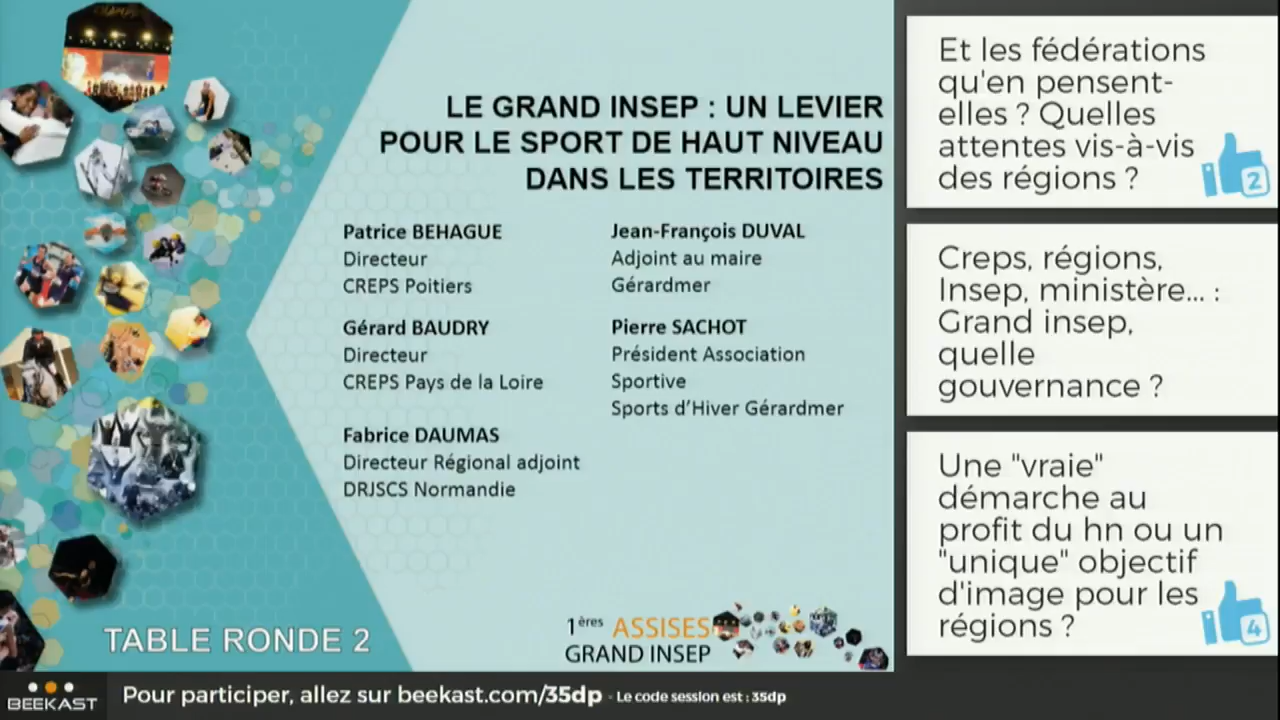 LE GRAND INSEP : UN LEVIER
POUR LE SPORT DE HAUT NIVEAU
DANS LES TERRITOIRES
Patrice BEHAGUE
Directeur
CREPS Poitiers
Gérard BAUDRY
Directeur
CREPS Pays de la Loire
Fabrice DAUMAS
Directeur Régional adjoint
DRJSCS Normandie
Jean-François DUVAL
Adjoint au maire
Gérardmer
Pierre SACHOT
Président Association
Sportive
Sports d'Hiver Gérardmer
TABLE RONDE 2
1ères ASSISES
GRAND INSEP
Et les fédérations
qu'en pensent-
elles ? Quelles
attentes vis-à-vis
des régions ?
2
Creps, régions,
Insep, ministère... :
Grand insep,
quelle
gouvernance ?
Une "vraie"
démarche au
profit du hn ou un
"unique" objectif
d'image pour les
régions ?
4
BEEKAST
Pour participer, allez sur beekast.com/35dp - Le code session est : 35dp